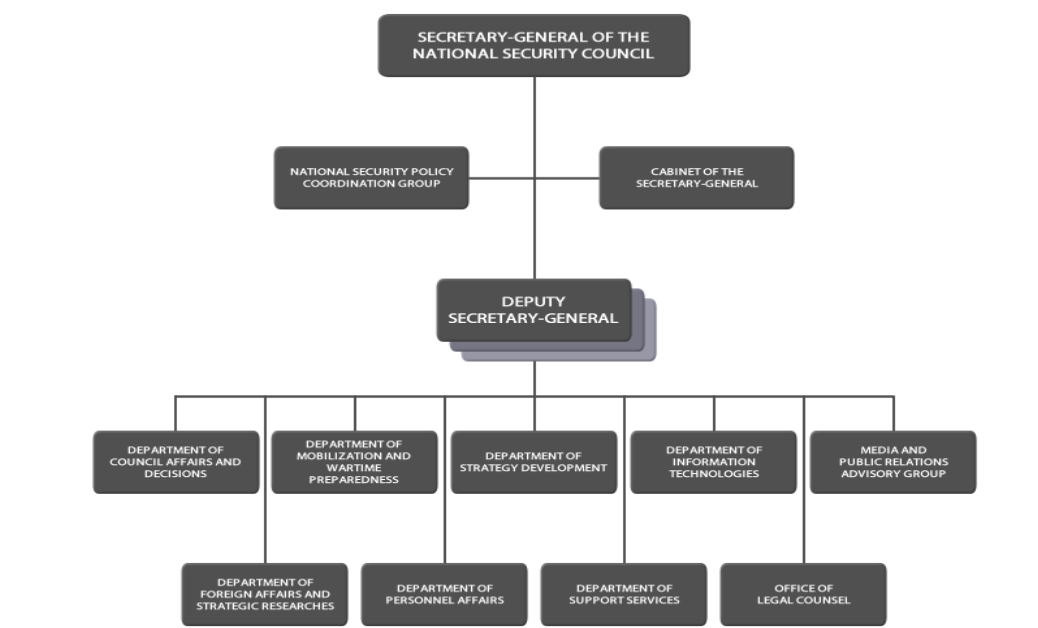 SECRETARY-GENERAL OF THE
NATIONAL SECURITY COUNCIL
NATIONAL SECURITY POLICY
COORDINATION GROUP
CABINET OF THE
SECRETARY-GENERAL
DEPUTY
SECRETARY-GENERAL
DEPARTMENT OF
COUNCIL AFFAIRS AND
DECISIONS
DEPARTMENT OF
MOBILIZATION AND
WARTIME
PREPAREDNESS
DEPARTMENT OF
STRATEGY DEVELOPMENT
DEPARTMENT OF
INFORMATION
TECHNOLOGIES
MEDIA AND
PUBLIC RELATIONS
ADVISORY GROUP
DEPARTMENT OF
FOREIGN AFFAIRS AND
STRATEGIC RESEARCHES
DEPARTMENT OF
PERSONNEL AFFAIRS
DEPARTMENT OF
SUPPORT SERVICES
OFFICE OF
LEGAL COUNSEL